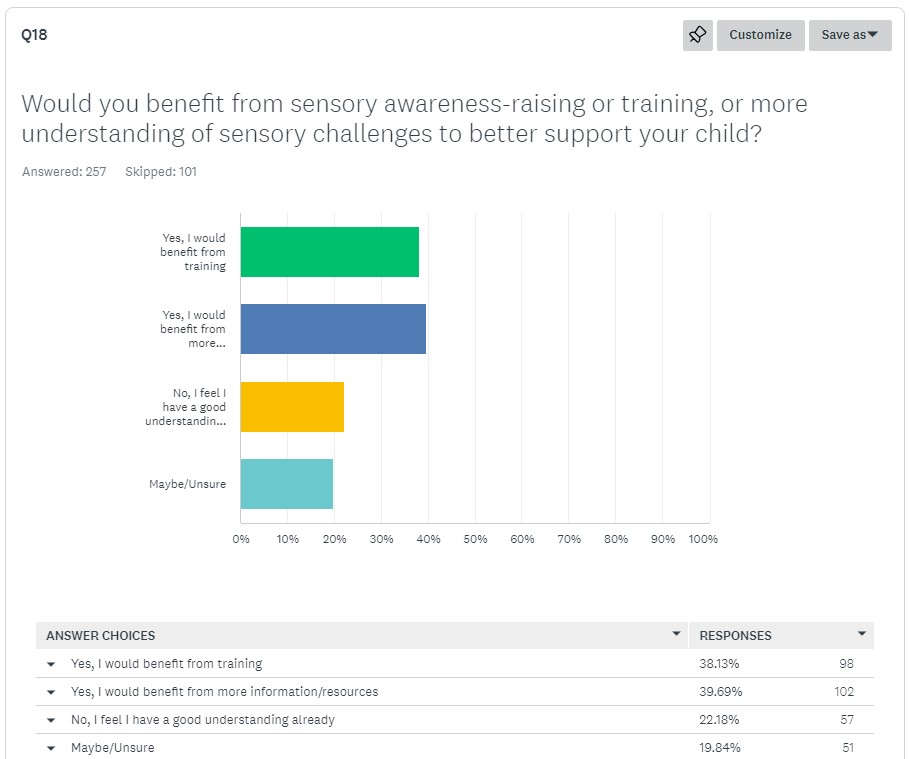 Q18
Customize
Save as
Would you benefit from sensory awareness-raising or training, or more
understanding of sensory challenges to better support your child?
Answered: 257 Skipped: 101
Yes, I would
benefit from
training
Yes, I would
benefit from
more...
No, I feel I
have a good
understandin...
Maybe/Unsure
0% 10% 20% 30% 40% 50% 60% 70% 80% 90% 100%
ANSWER CHOICES RESPONSES
Yes, I would benefit from training 38.13% 98
Yes, I would benefit from more information/resources 39.69% 102
No, I feel I have a good understanding already 22.18% 57
Maybe/Unsure 19.84% 51